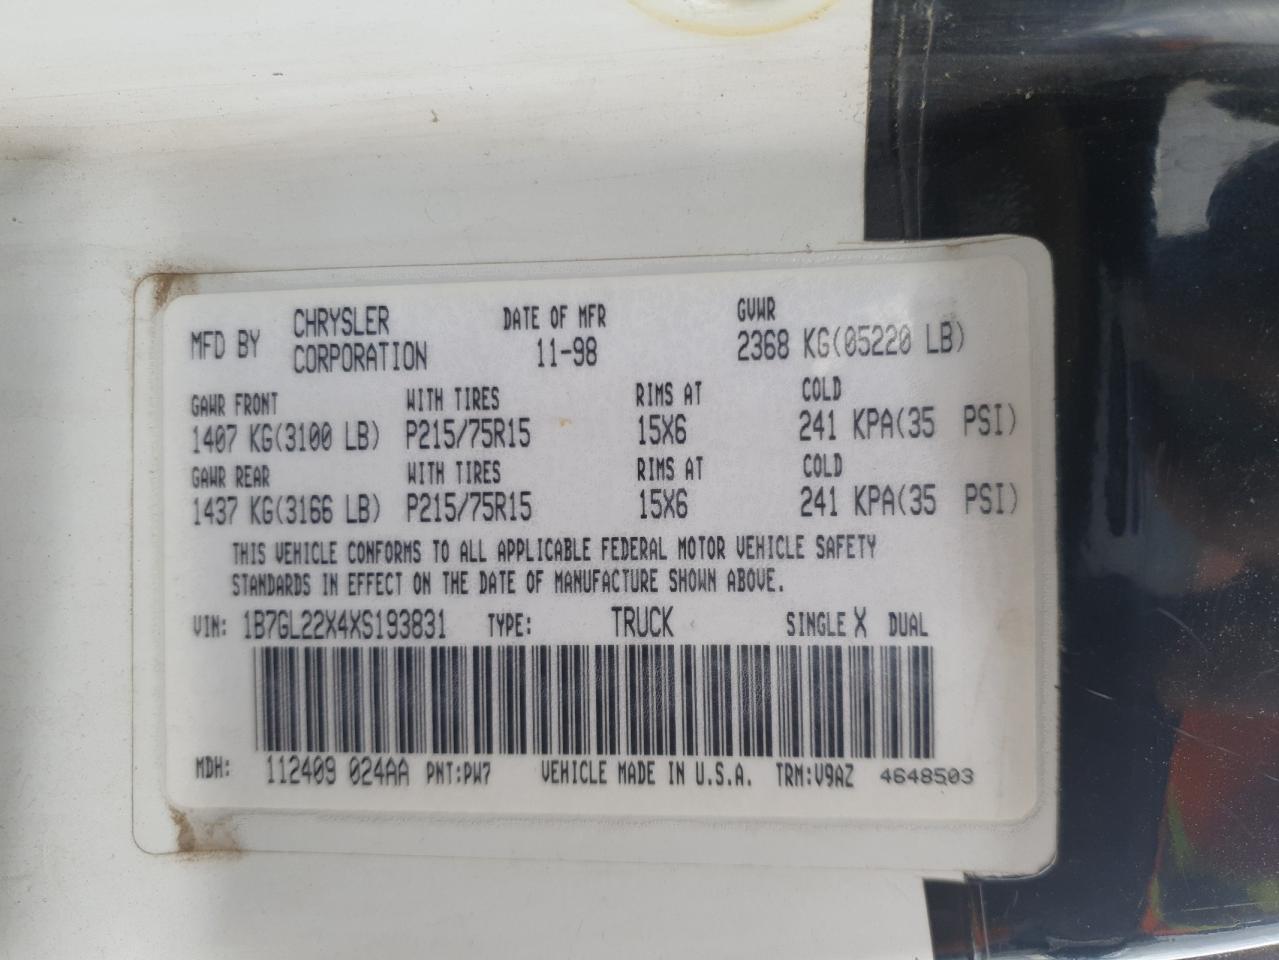 MFD BY CHRYSLER CORPORATION DATE OF MFR 11-98 GVWR 2368 KG(05220 LB)
GAWR FRONT WITH TIRES RIMS AT COLD
1407 KG(3100 LB) P215/75R15 15X6 241 KPA(35 PSI)
GAWR REAR WITH TIRES RIMS AT COLD
1437 KG(3166 LB) P215/75R15 15X6 241 KPA(35 PSI)
THIS VEHICLE CONFORMS TO ALL APPLICABLE FEDERAL MOTOR VEHICLE SAFETY
STANDARDS IN EFFECT ON THE DATE OF MANUFACTURE SHOWN ABOVE.
VIN: 1B7GL22X4XS193831 TYPE: TRUCK SINGLE X DUAL
MDH: 112409 024AA PNT:PW7 VEHICLE MADE IN U.S.A. TRM:V9AZ 4648503